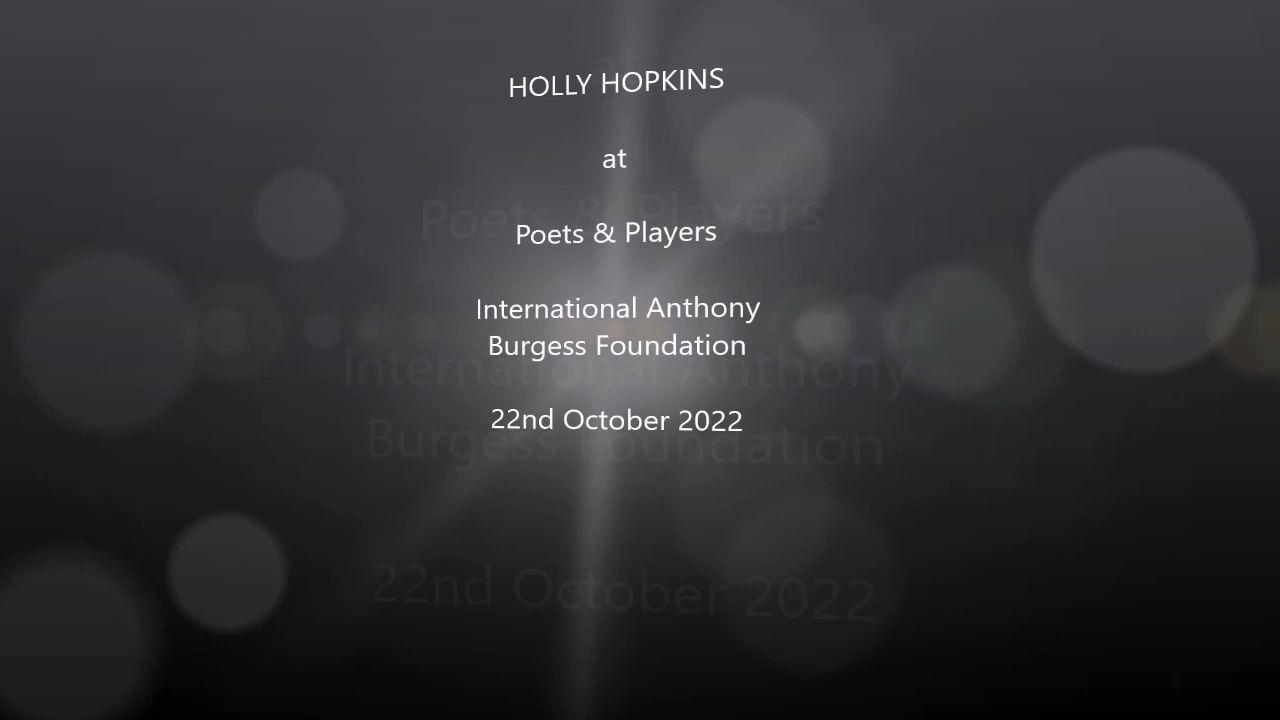 HOLLY HOPKINS
at
Poets & Players
International Anthony
Burgess Foundation
22nd October 2022